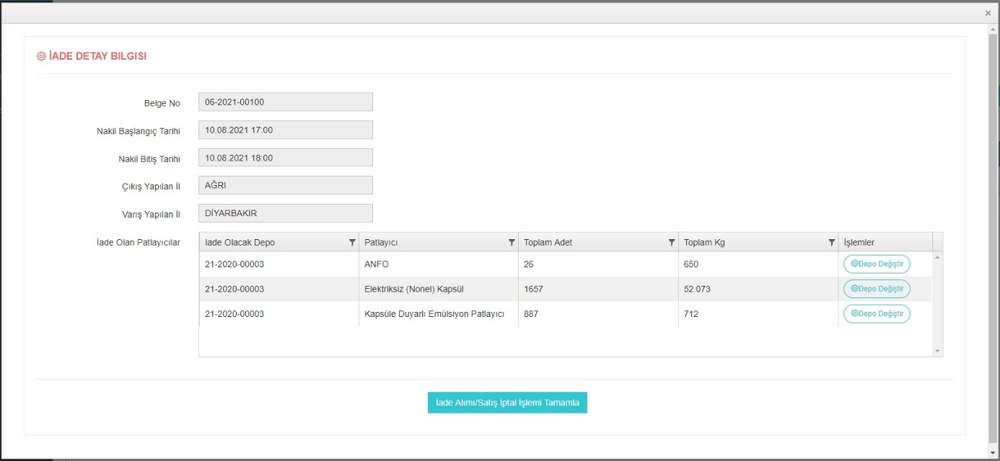 ×
İADE DETAY BILGISI
Belge No 06-2021-00100
Nakil Başlangıç Tarihi 10.08.2021 17:00
Nakil Bitiş Tarihi 10.08.2021 18:00
Çıkış Yapılan İl AĞRI
Varış Yapılan İl DİYARBAKIR
İade Olan Patlayıcılar
Iade Olacak Depo Patlayıcı Toplam Adet Toplam Kg İşlemler
21-2020-00003 ANFO 26 650 Depo Değiştir
21-2020-00003 Elektriksiz (Nonel) Kapsül 1657 52.073 Depo Değiştir
21-2020-00003 Kapsüle Duyarlı Emülsiyon Patlayıcı 887 712 Depo Değiştir
İade Alımı/Satış İptal İşlemi Tamamla